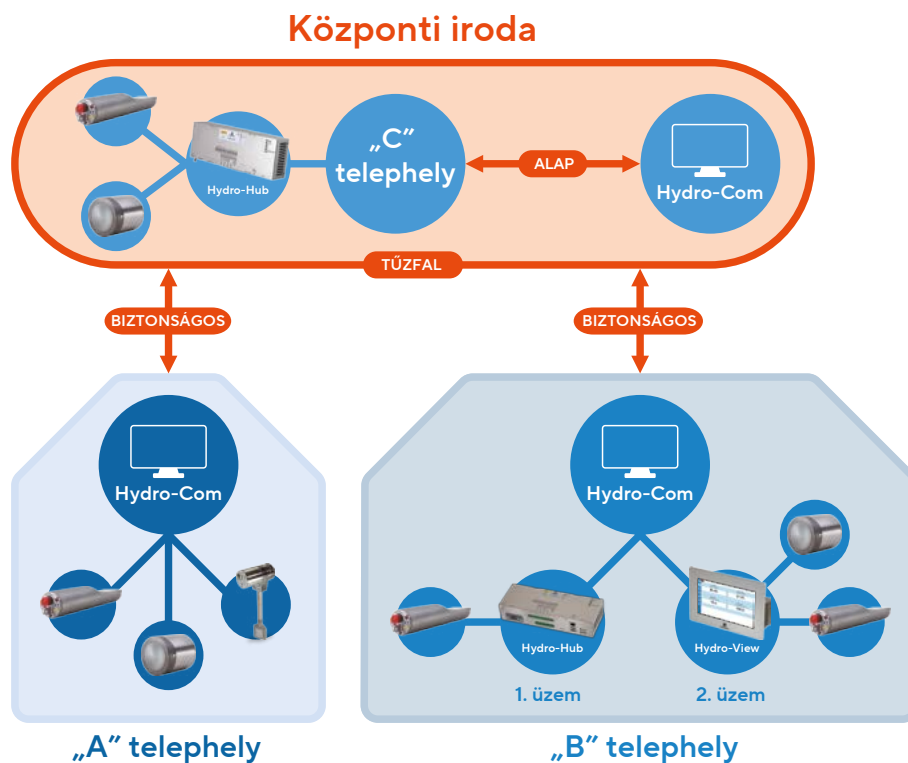 Központi iroda
„C”
telephely
Hydro-Hub
ALAP
Hydro-Com
TŰZFAL
BIZTONSÁGOS
BIZTONSÁGOS
Hydro-Com
Hydro-Com
Hydro-Hub
Hydro-View
1. üzem
2. üzem
„A” telephely
„B” telephely